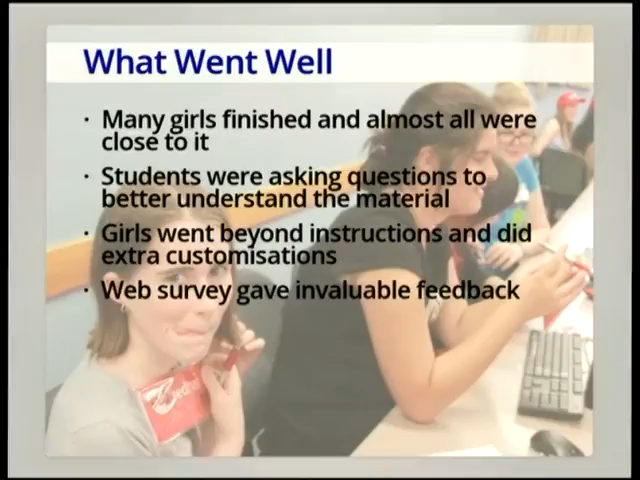 What Went Well
· Many girls finished and almost all were
close to it
· Students were asking questions to
better understand the material
· Girls went beyond instructions and did
extra customisations
· Web survey gave invaluable feedback